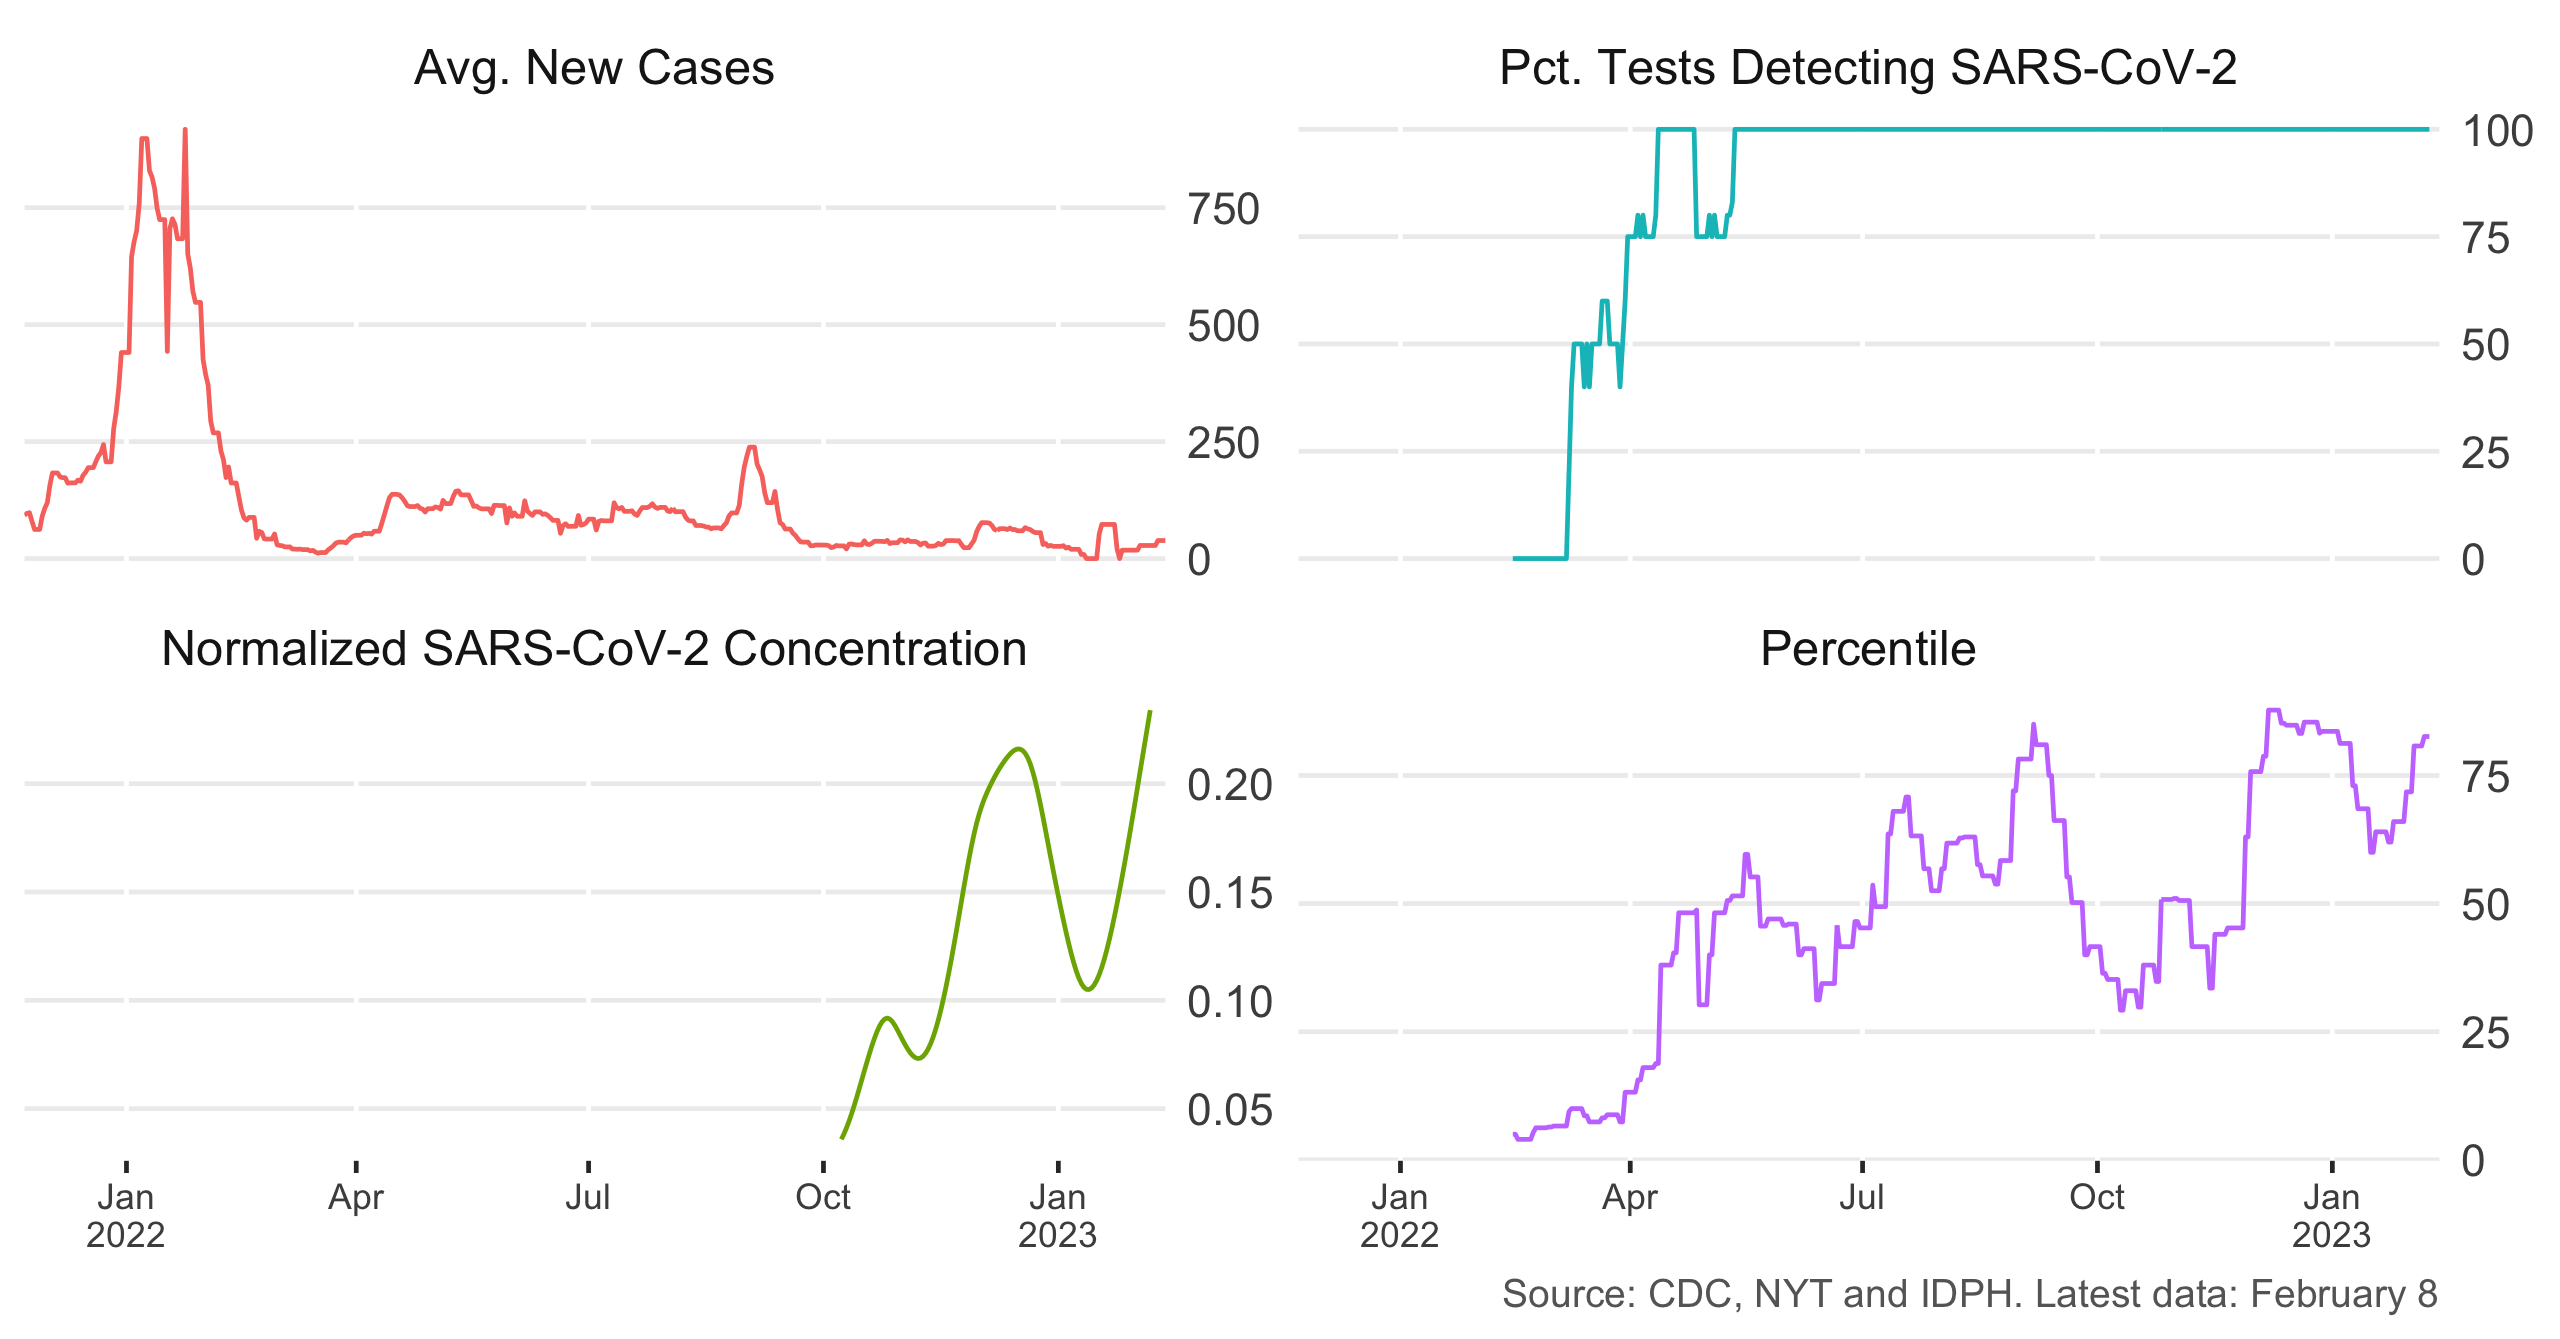 Avg. New Cases
750
500
250
0
Pct. Tests Detecting SARS-CoV-2
100
75
50
25
0
Normalized SARS-CoV-2 Concentration
0.20
0.15
0.10
0.05
Jan
2022
Apr
Jul
Oct
Jan
2023
Percentile
75
50
25
0
Jan
2022
Apr
Jul
Oct
Jan
2023
Source: CDC, NYT and IDPH. Latest data: February 8